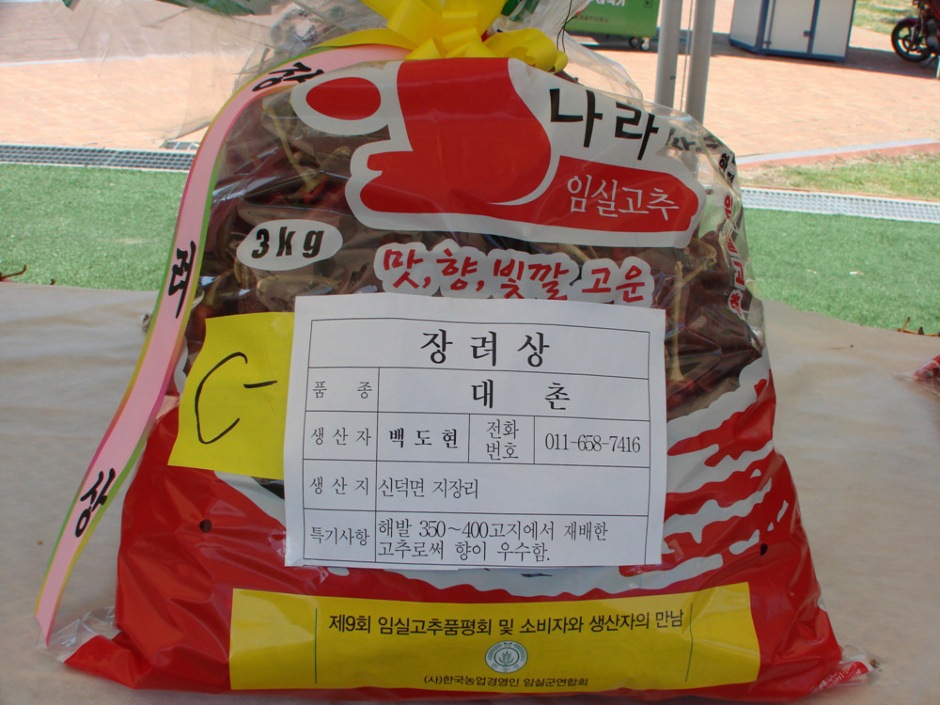 장
려
상
나라
임실고추
3kg
맛, 향, 빛깔 고운
C-
장려상
품 종 대 촌
생산자 백도현 전화번호 011-658-7416
생산지 신덕면 지장리
특기사항 해발 350~400고지에서 재배한
고추로써 향이 우수함.
제9회 임실고추품평회 및 소비자와 생산자의 만남
(사)한국농업경영인 임실군연합회